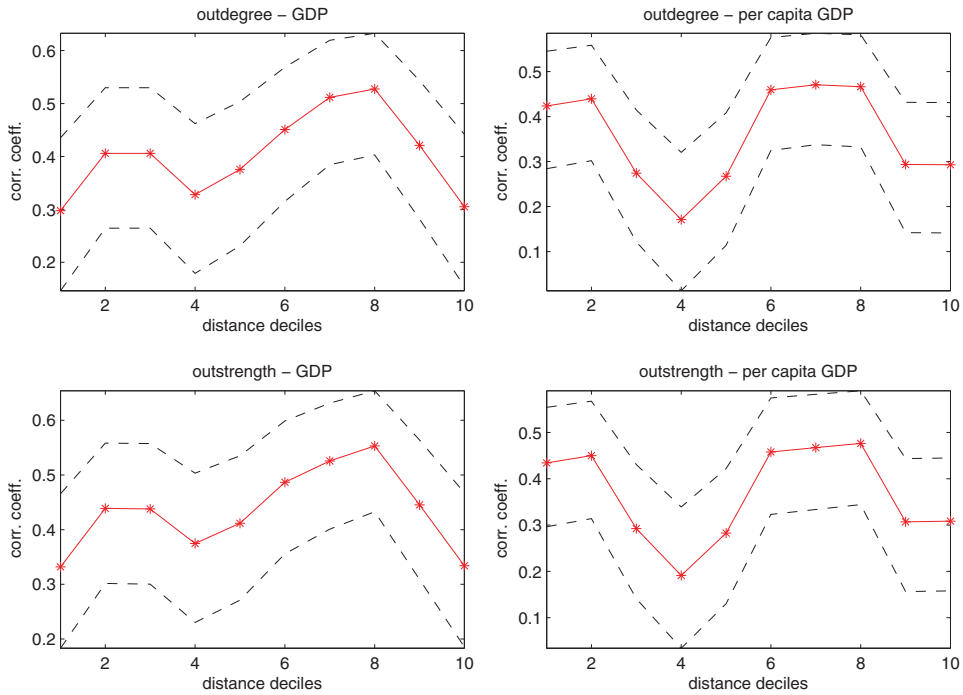 outdegree – GDP
corr. coeff.
0.6
0.5
0.4
0.3
0.2
2 4 6 8 10
distance deciles
outdegree – per capita GDP
corr. coeff.
0.5
0.4
0.3
0.2
0.1
2 4 6 8 10
distance deciles
outstrength – GDP
corr. coeff.
0.6
0.5
0.4
0.3
0.2
2 4 6 8 10
distance deciles
outstrength – per capita GDP
corr. coeff.
0.5
0.4
0.3
0.2
0.1
2 4 6 8 10
distance deciles